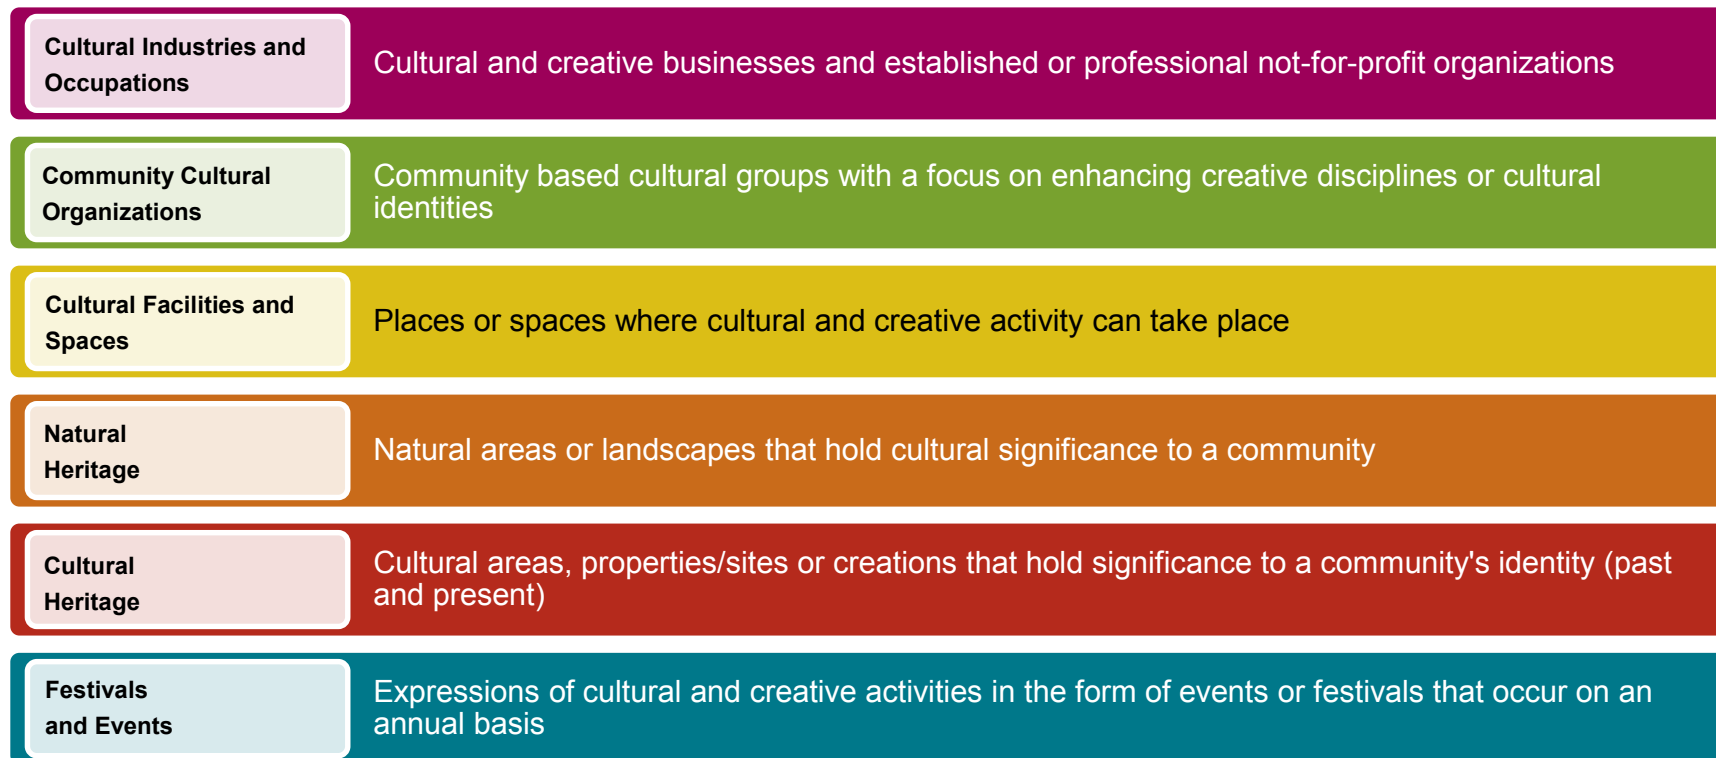 Cultural Industries and
Occupations
Cultural and creative businesses and established or professional not-for-profit organizations
Community Cultural
Organizations
Community based cultural groups with a focus on enhancing creative disciplines or cultural
identities
Cultural Facilities and
Spaces
Places or spaces where cultural and creative activity can take place
Natural
Heritage
Natural areas or landscapes that hold cultural significance to a community
Cultural
Heritage
Cultural areas, properties/sites or creations that hold significance to a community's identity (past
and present)
Festivals
and Events
Expressions of cultural and creative activities in the form of events or festivals that occur on an
annual basis